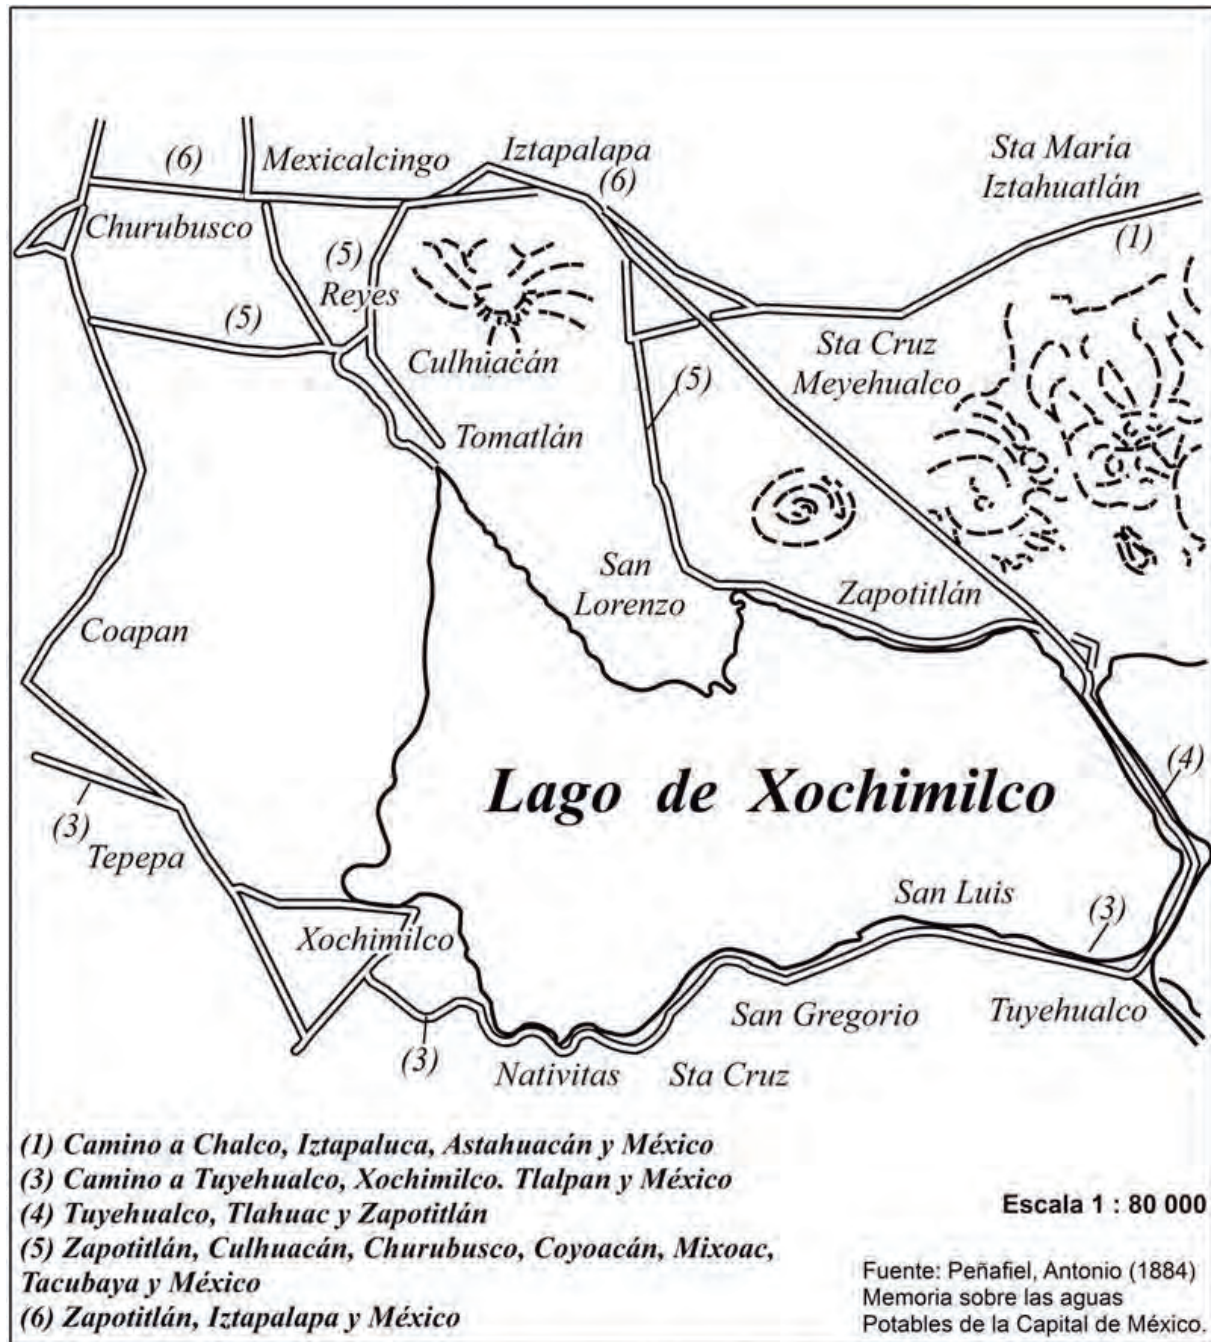 (6)
Mexicalcingo
Iztapalapa
(6)
Sta María
Iztahuatlán
(1)
Churubusco
(5)
Reyes
(5)
Culhuacán
Sta Cruz
Meyehualco
(5)
Tomatlán
San
Lorenzo
Zapotitlán
Coapan
Lago de Xochimilco
(4)
(3)
Tepepa
San Luis
(3)
Xochimilco
San Gregorio
Tuyehualco
(3)
Nativitas
Sta Cruz
(1) Camino a Chalco, Iztapaluca, Astahuacán y México
(3) Camino a Tuyehualco, Xochimilco. Tlalpan y México
(4) Tuyehualco, Tlahuac y Zapotitlán
(5) Zapotitlán, Culhuacán, Churubusco, Coyoacán, Mixoac,
Tacubaya y México
(6) Zapotitlán, Iztapalapa y México
Escala 1 : 80 000
Fuente: Peñafiel, Antonio (1884)
Memoria sobre las aguas
Potables de la Capital de México.